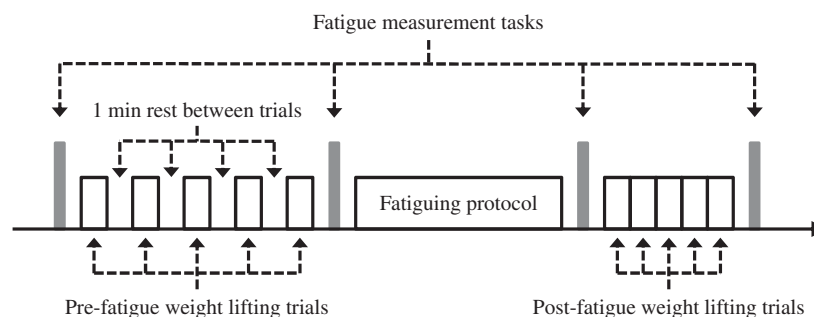 Fatigue measurement tasks
1 min rest between trials
Fatiguing protocol
Pre-fatigue weight lifting trials
Post-fatigue weight lifting trials